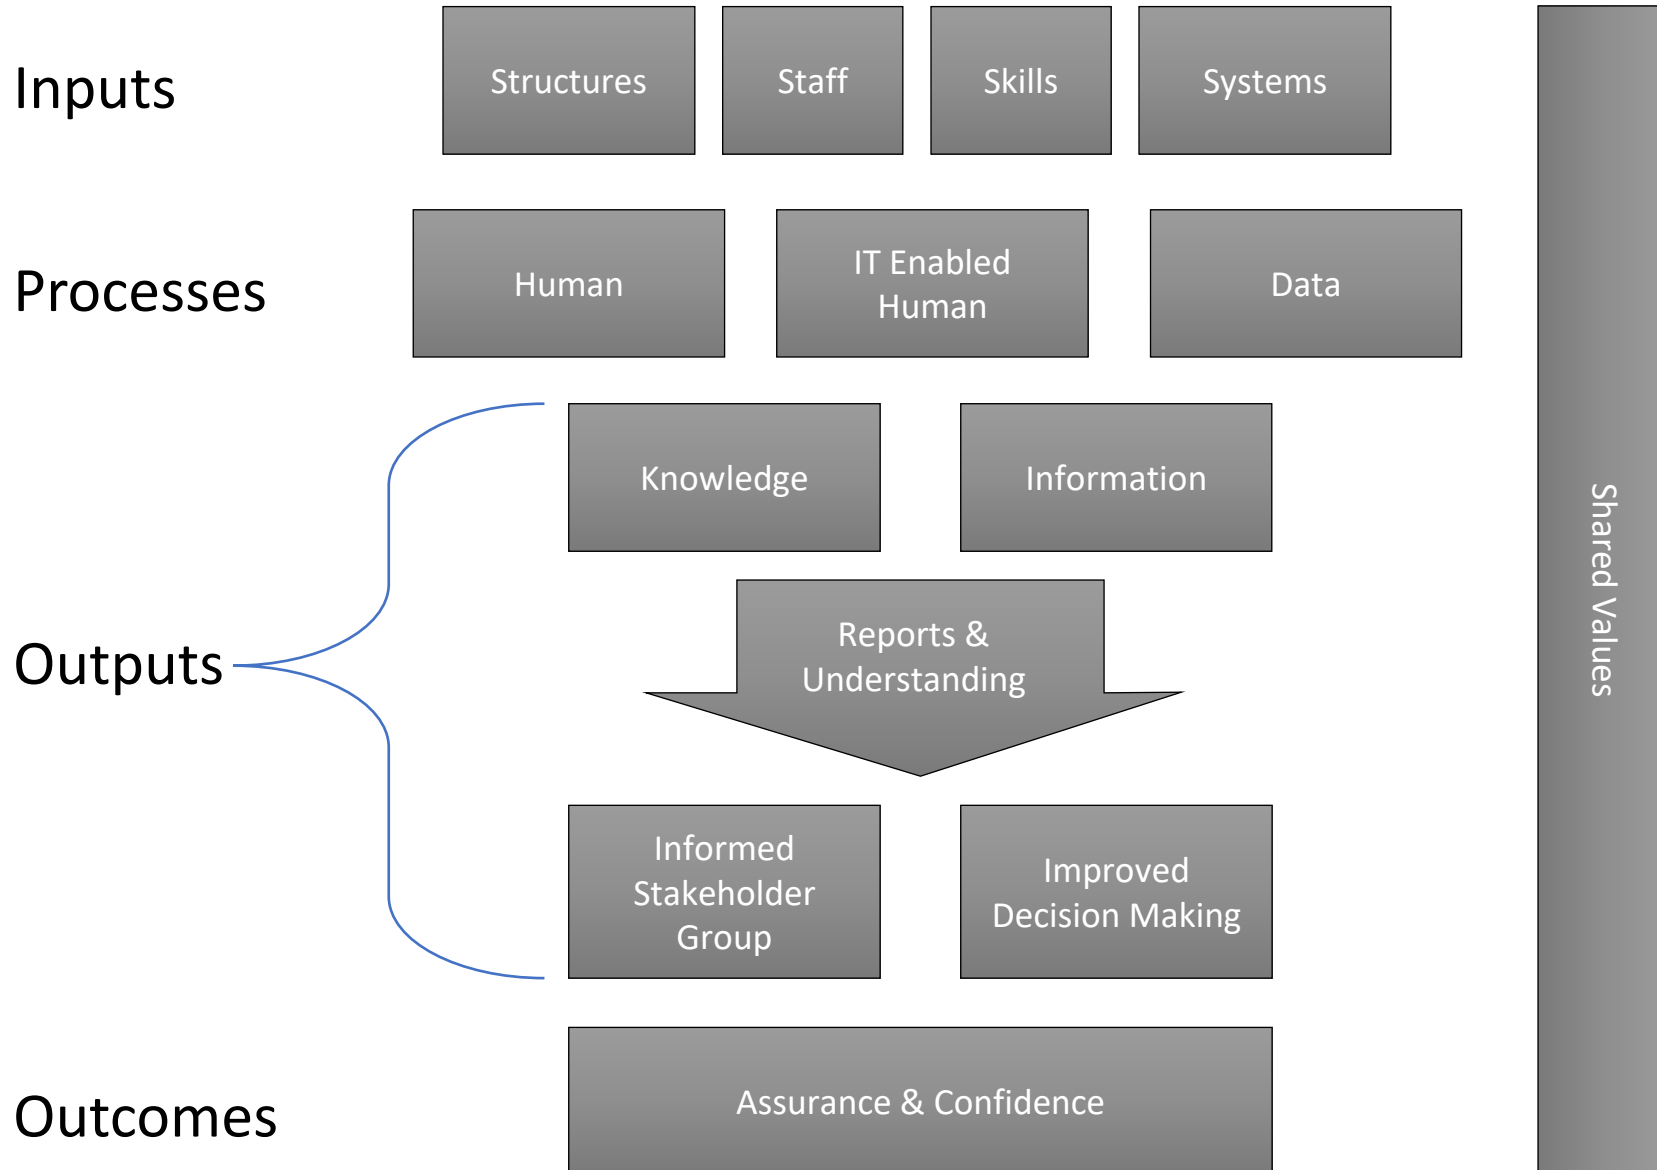 Inputs
Structures
Staff
Skills
Systems
Processes
Human
IT Enabled
Human
Data
Outputs
Knowledge
Information
Reports &
Understanding
Informed
Stakeholder
Group
Improved
Decision Making
Outcomes
Assurance & Confidence
Shared Values